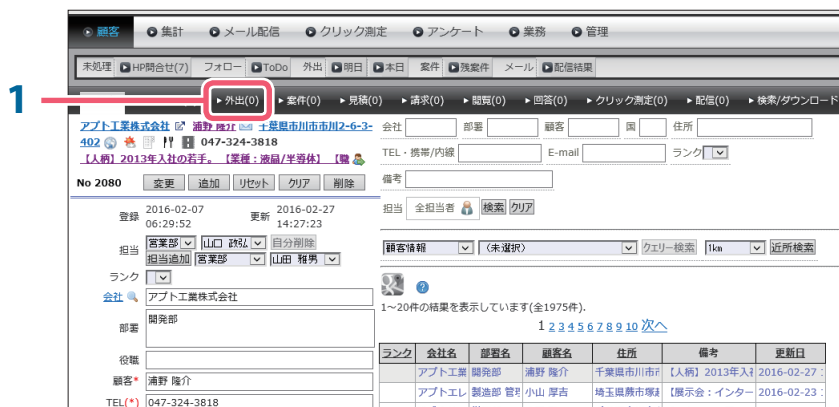 顧客 集計 メール配信 クリック測定 アンケート 業務 管理
未処理 HP問合せ(7) フォロー ToDo 外出 明日 本日 案件 残案件 メール 配信結果
1
外出(0) 案件(0) 見積(0) 請求(0) 閲覧(0) 回答(0) クリック測定(0) 配信(0) 検索/ダウンロード
アプト工業株式会社 浦野 隆介 千葉県市川市市川2-6-3-
402 047-324-3818
【人柄】2013年入社の若手。【業種：液晶/半導体】【職
No 2080 変更 追加 リセット クリア 削除
登録 2016-02-07 06:29:52 更新 2016-02-27 14:27:23
担当 営業部 山口 政弘 自分削除
担当追加 営業部 山田 雅男
ランク
会社 アプト工業株式会社
部署 開発部
役職
顧客* 浦野 隆介
TEL(*) 047-324-3818
会社 部署 顧客 国 住所
TEL・携帯/内線 E-mail ランク
備考
担当 全担当者 検索 クリア
顧客情報 (未選択) クエリー検索 1km 近所検索
1～20件の結果を表示しています(全1975件).
1 2 3 4 5 6 7 8 9 10 次へ
ランク 会社名 部署名 顧客名 住所 備考 更新日
アプト工業 開発部 浦野 隆介 千葉県市川市市 【人柄】2013年入社 2016-02-27
アプトエレ 製造部 管理 小山 厚吉 埼玉県蕨市塚越 【展示会：インター 2016-02-23